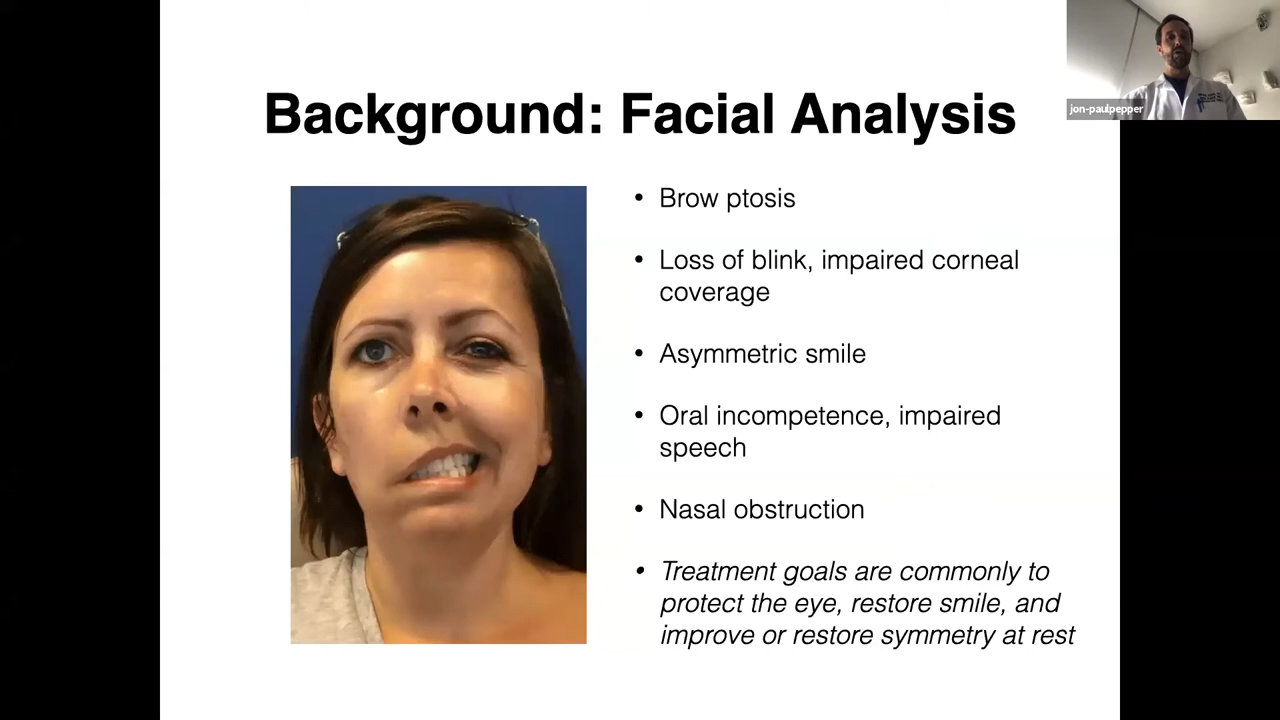 Background: Facial Analysis
jon-paulpepper
• Brow ptosis
• Loss of blink, impaired corneal
coverage
• Asymmetric smile
• Oral incompetence, impaired
speech
• Nasal obstruction
• Treatment goals are commonly to
protect the eye, restore smile, and
improve or restore symmetry at rest